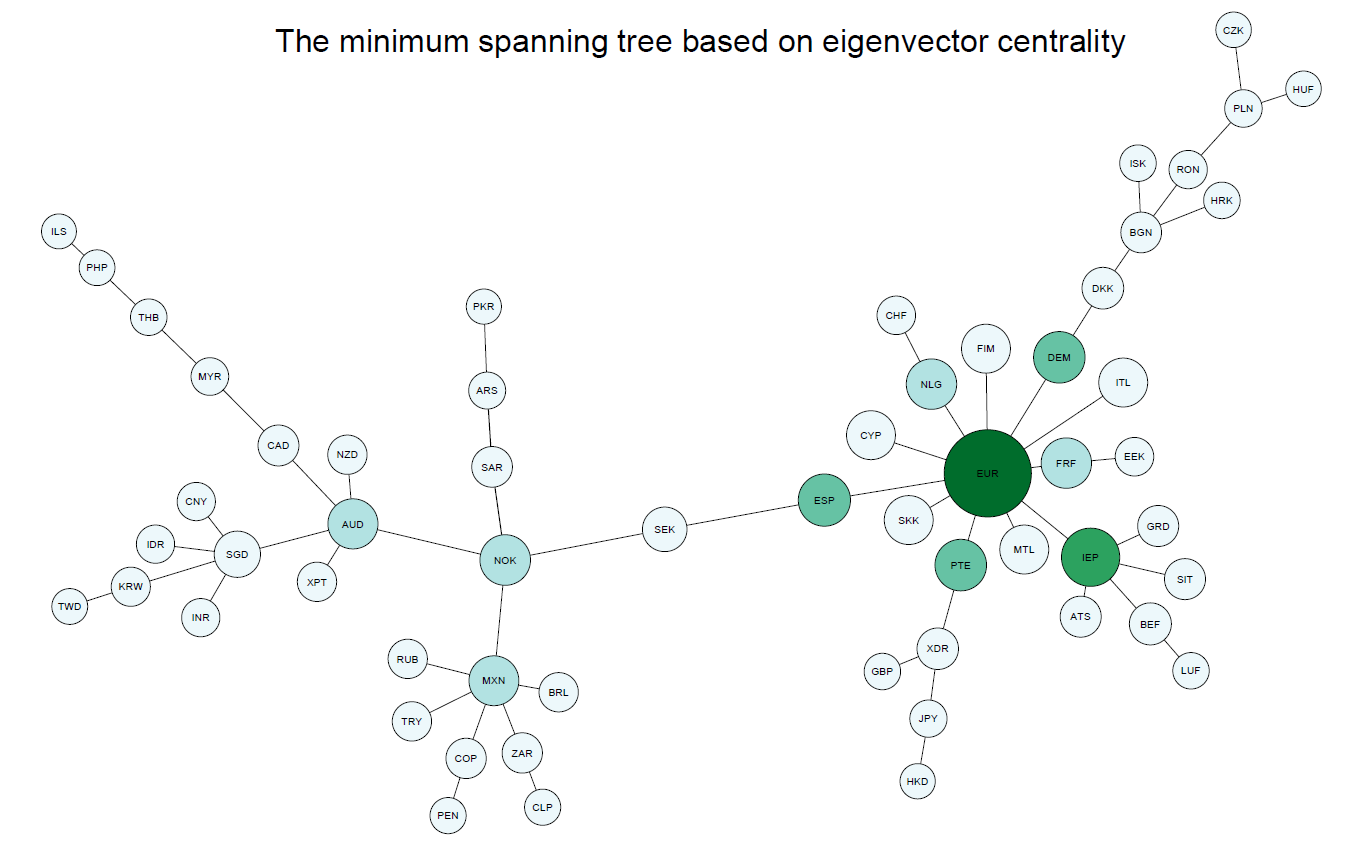 The minimum spanning tree based on eigenvector centrality
CZK
HUF
PLN
ISK
RON
HRK
BGN
ILS
PHP
DKK
PKR
THB
CHF
FIM
DEM
MYR
NLG
ITL
ARS
CYP
CAD
NZD
EEK
FRF
SAR
EUR
CNY
ESP
SKK
AUD
GRD
SEK
IDR
MTL
SGD
IEP
NOK
PTE
SIT
XPT
KRW
TWD
INR
ATS
BEF
XDR
RUB
GBP
LUF
MXN
BRL
JPY
TRY
ZAR
COP
HKD
CLP
PEN